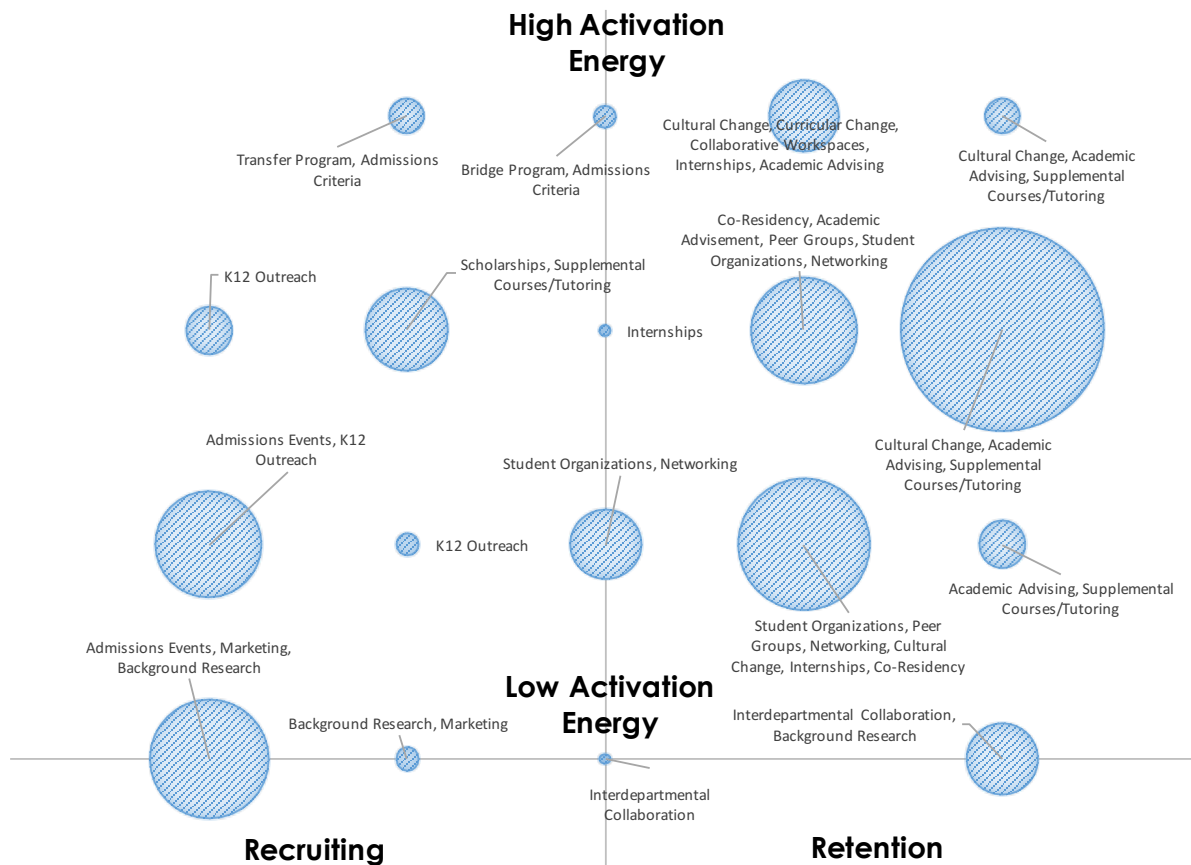 High Activation
Energy
Transfer Program, Admissions
Criteria
Bridge Program, Admissions
Criteria
Cultural Change, Curricular Change,
Collaborative Workspaces,
Internships, Academic Advising
Cultural Change, Academic
Advising, Supplemental
Courses/Tutoring
K12 Outreach
Scholarships, Supplemental
Courses/Tutoring
Internships
Co-Residency, Academic
Advisement, Peer Groups, Student
Organizations, Networking
Cultural Change, Academic
Advising, Supplemental
Courses/Tutoring
Admissions Events, K12
Outreach
K12 Outreach
Student Organizations, Networking
Student Organizations, Peer
Groups, Networking, Cultural
Change, Internships, Co-Residency
Academic Advising, Supplemental
Courses/Tutoring
Admissions Events, Marketing,
Background Research
Background Research, Marketing
Low Activation
Energy
Interdepartmental
Collaboration
Interdepartmental Collaboration,
Background Research
Recruiting
Retention